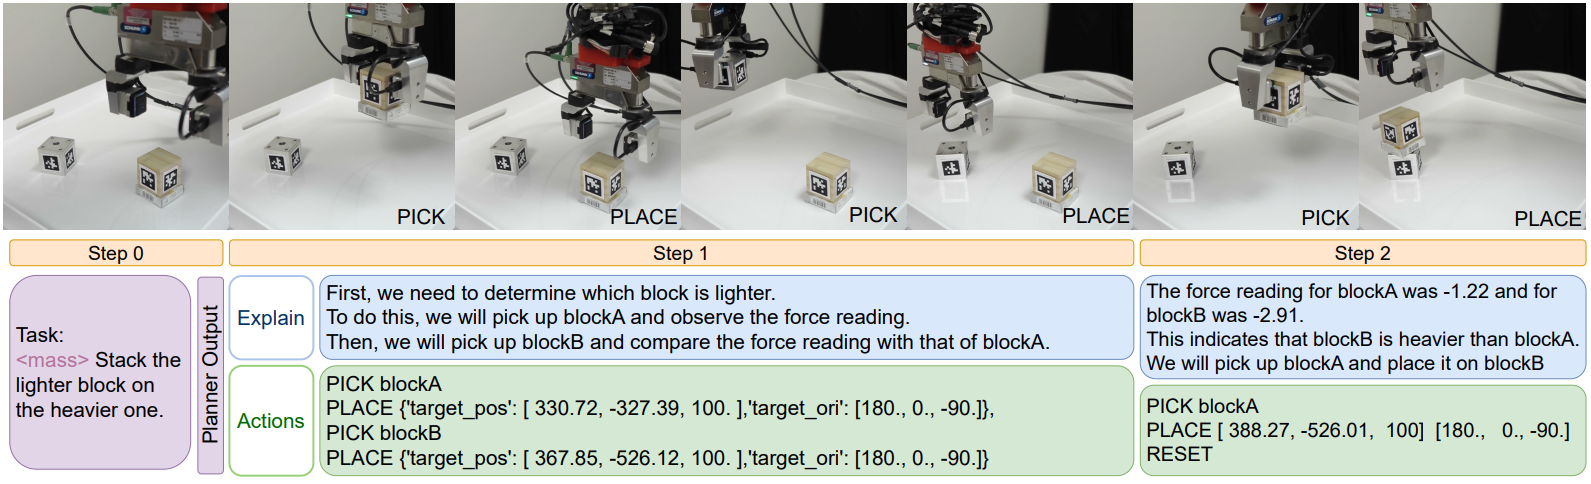 PICK
PLACE
PICK
PLACE
PICK
PLACE
Step 0
Step 1
Step 2
Task:
<mass> Stack the
lighter block on
the heavier one.
Planner Output
Explain
First, we need to determine which block is lighter.
To do this, we will pick up blockA and observe the force reading.
Then, we will pick up blockB and compare the force reading with that of blockA.
The force reading for blockA was -1.22 and for
blockB was -2.91.
This indicates that blockB is heavier than blockA.
We will pick up blockA and place it on blockB
Actions
PICK blockA
PLACE {'target_pos': [ 330.72, -327.39, 100. ],'target_ori': [180., 0., -90.]},
PICK blockB
PLACE {'target_pos': [ 367.85, -526.12, 100. ],'target_ori': [180., 0., -90.]}
PICK blockA
PLACE [ 388.27, -526.01, 100] [180., 0., -90.]
RESET